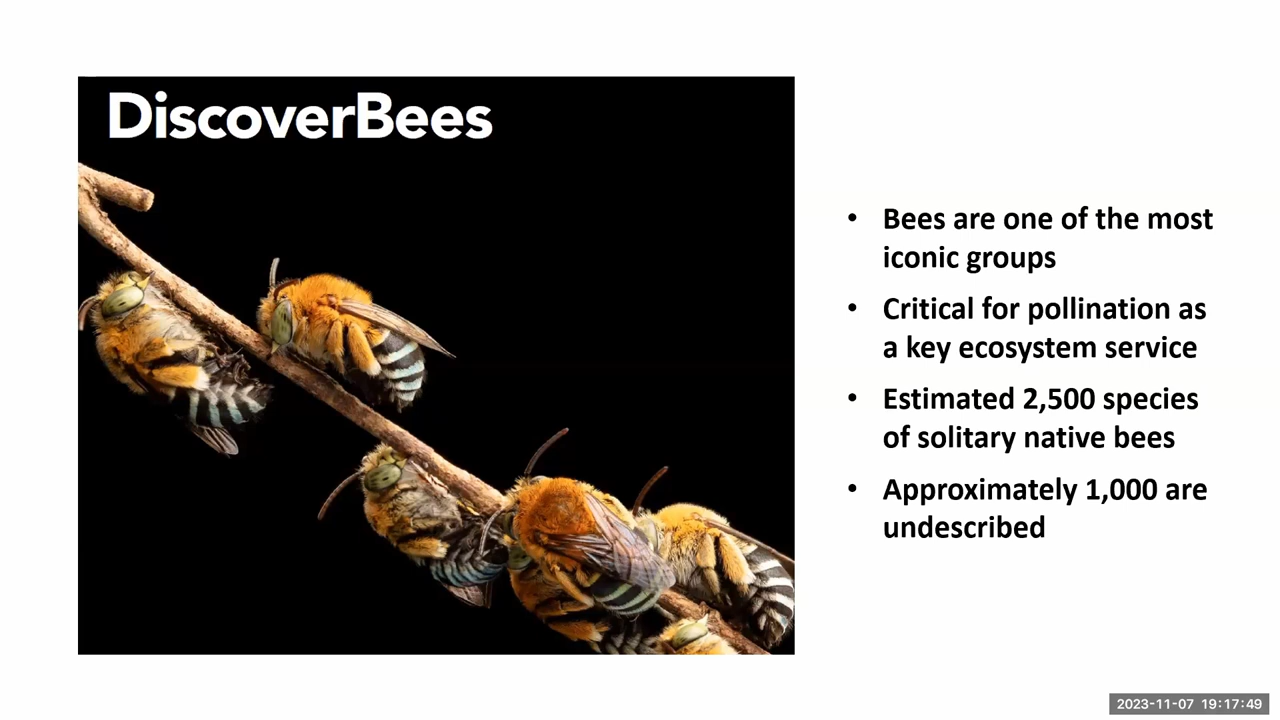 DiscoverBees
• Bees are one of the most
iconic groups
• Critical for pollination as
a key ecosystem service
• Estimated 2,500 species
of solitary native bees
• Approximately 1,000 are
undescribed
2023-11-07 19:17:49